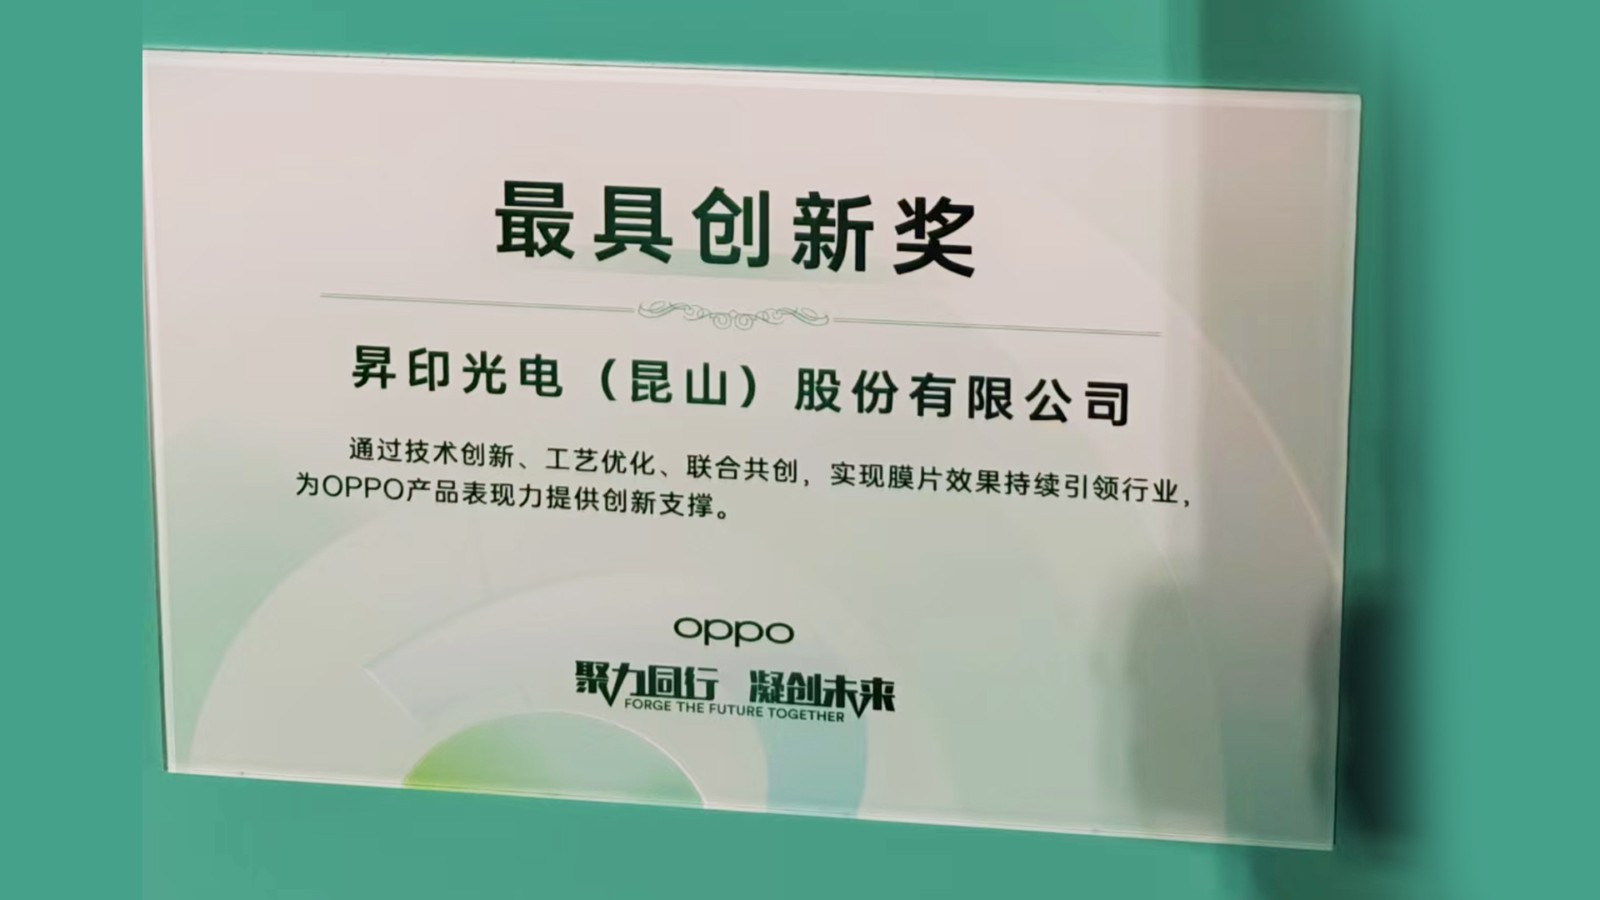 最具创新奖
昇印光电（昆山）股份有限公司
通过技术创新、工艺优化、联合共创，实现膜片效果持续引领行业，
为OPPO产品表现力提供创新支撑。
oppo
聚力同行 凝创未来
FORGE THE FUTURE TOGETHER